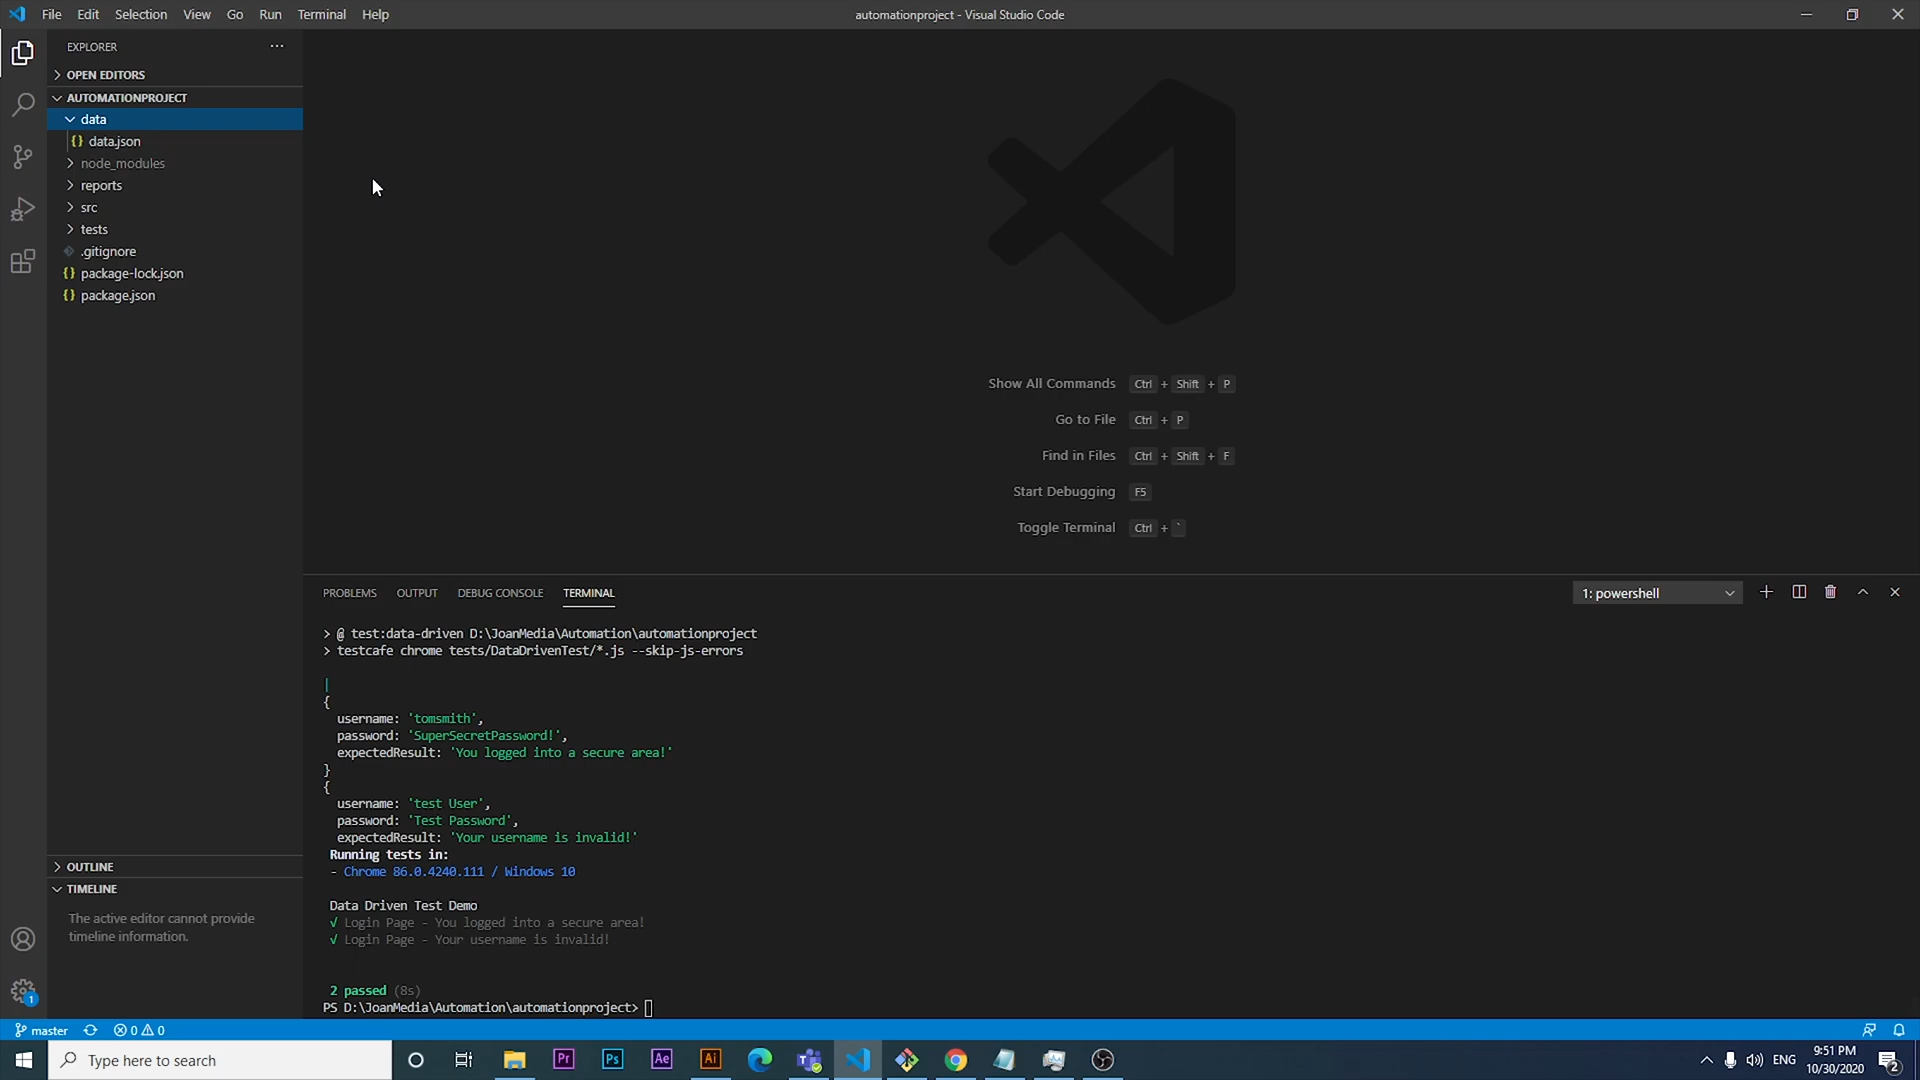 File Edit Selection View Go Run Terminal Help
automationproject - Visual Studio Code
EXPLORER
OPEN EDITORS
AUTOMATIONPROJECT
data
{} data.json
node_modules
reports
src
tests
.gitignore
{} package-lock.json
{} package.json
OUTLINE
TIMELINE
The active editor cannot provide
timeline information.
1
Show All Commands Ctrl + Shift + P
Go to File Ctrl + P
Find in Files Ctrl + Shift + F
Start Debugging F5
Toggle Terminal Ctrl + `
PROBLEMS OUTPUT DEBUG CONSOLE TERMINAL
1: powershell
> @ test:data-driven D:\JoanMedia\Automation\automationproject
> testcafe chrome tests/DataDrivenTest/*.js --skip-js-errors
|
{
username: 'tomsmith',
password: 'SuperSecretPassword!',
expectedResult: 'You logged into a secure area!'
}
{
username: 'test User',
password: 'Test Password',
expectedResult: 'Your username is invalid!'
Running tests in:
- Chrome 86.0.4240.111 / Windows 10
Data Driven Test Demo
√ Login Page - You logged into a secure area!
√ Login Page - Your username is invalid!
2 passed (8s)
PS D:\JoanMedia\Automation\automationproject>
master 0 0
Type here to search
Pr Ps Ae Ai
ENG
9:51 PM
10/30/2020
2